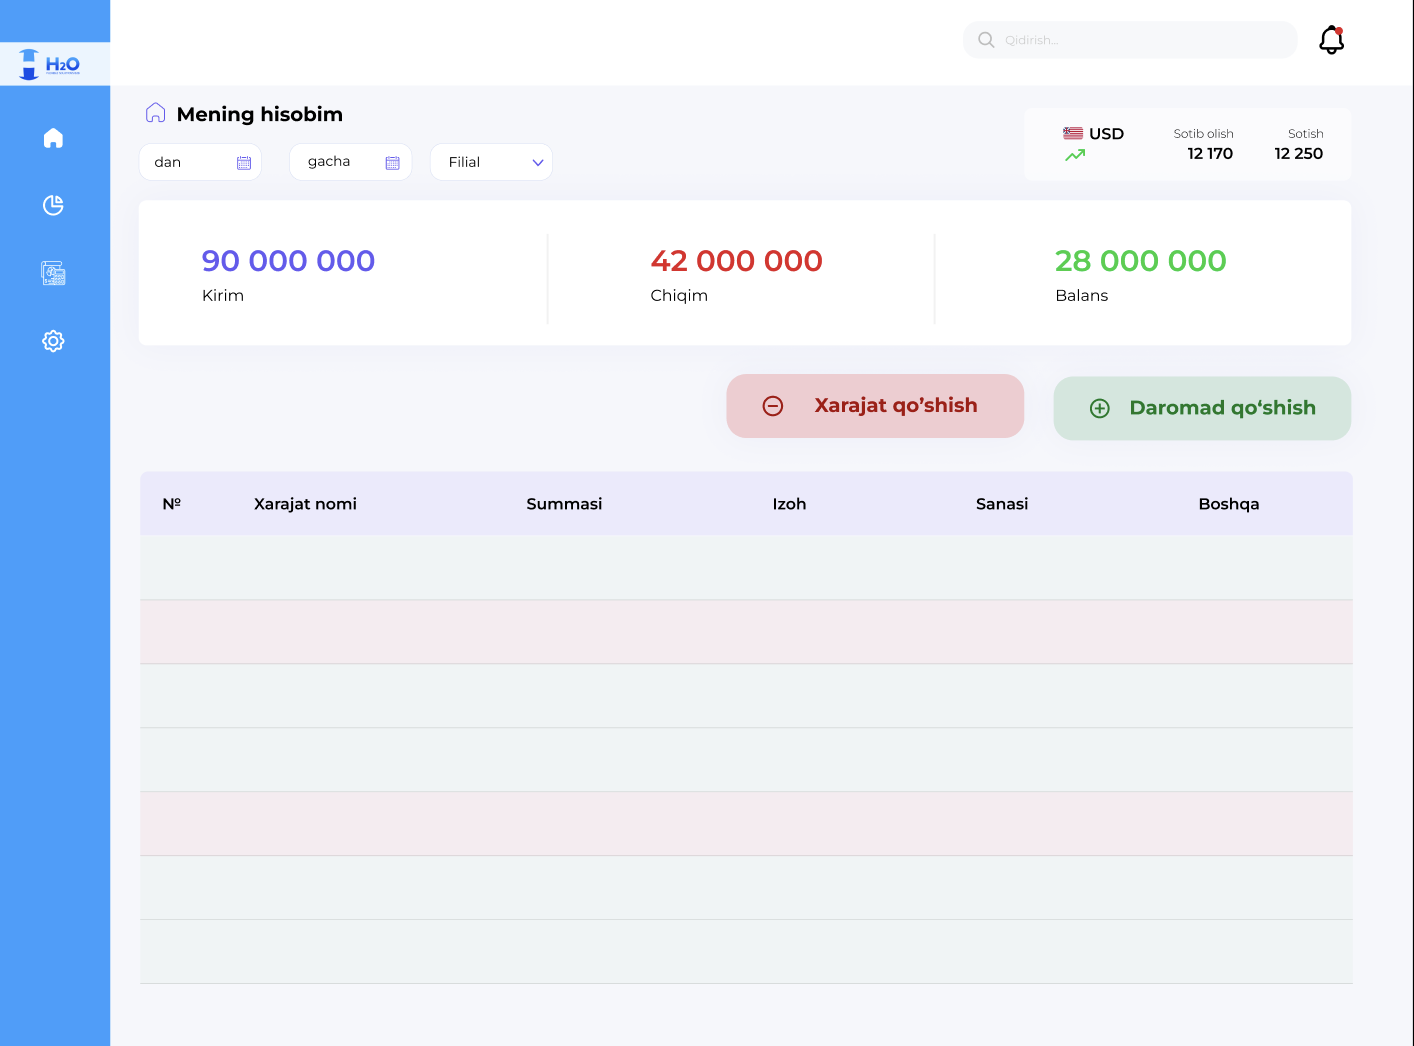 Qidirish...
H2O
Mening hisobim
dan
gacha
Filial
USD
Sotib olish
Sotish
12 170
12 250
90 000 000
42 000 000
28 000 000
Kirim
Chiqim
Balans
Xarajat qo’shish
Daromad qo‘shish
№
Xarajat nomi
Summasi
Izoh
Sanasi
Boshqa